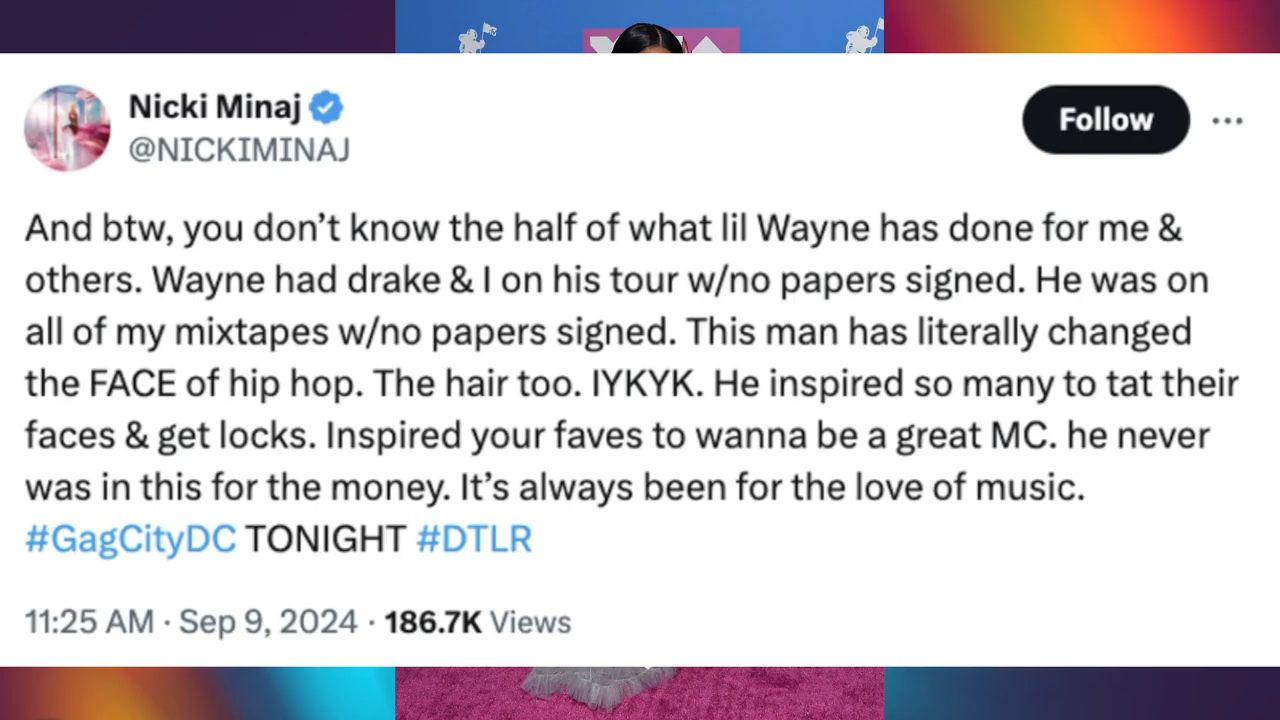 Nicki Minaj
@NICKIMINAJ
Follow
And btw, you don’t know the half of what lil Wayne has done for me &
others. Wayne had drake & I on his tour w/no papers signed. He was on
all of my mixtapes w/no papers signed. This man has literally changed
the FACE of hip hop. The hair too. IYKYK. He inspired so many to tat their
faces & get locks. Inspired your faves to wanna be a great MC. he never
was in this for the money. It’s always been for the love of music.
#GagCityDC TONIGHT #DTLR
11:25 AM · Sep 9, 2024 · 186.7K Views